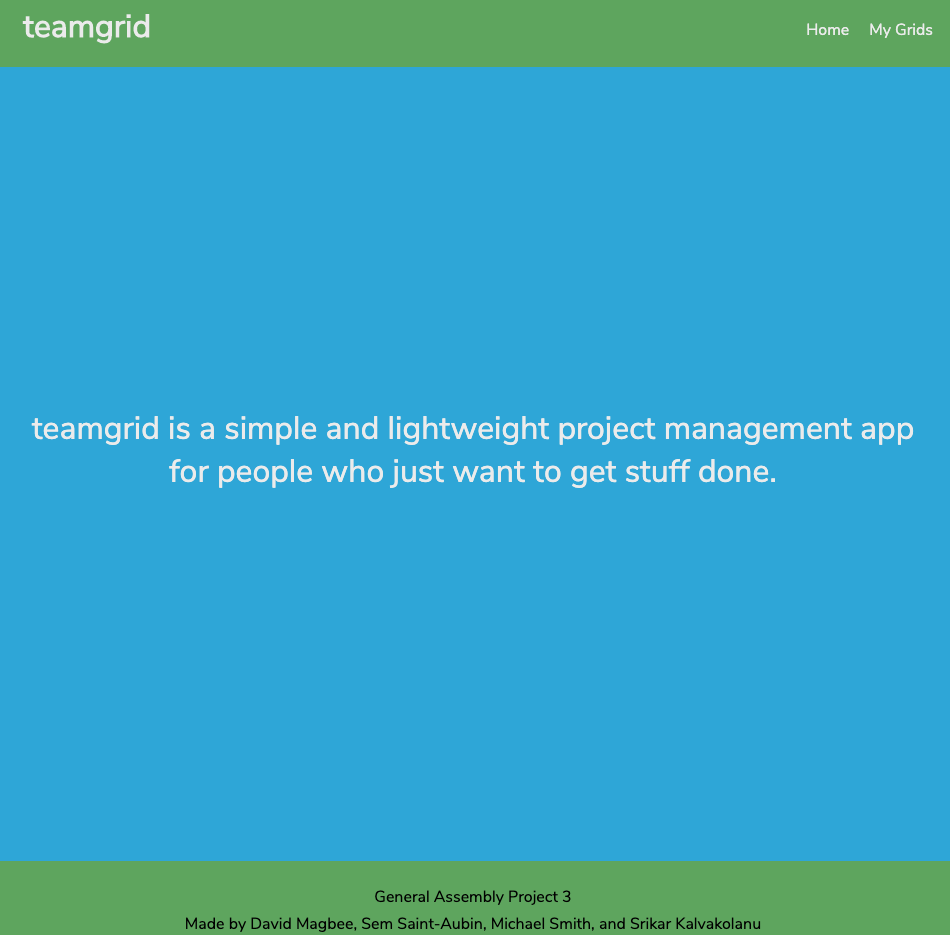 teamgrid
Home My Grids
teamgrid is a simple and lightweight project management app
for people who just want to get stuff done.
General Assembly Project 3
Made by David Magbee, Sem Saint-Aubin, Michael Smith, and Srikar Kalvakolanu